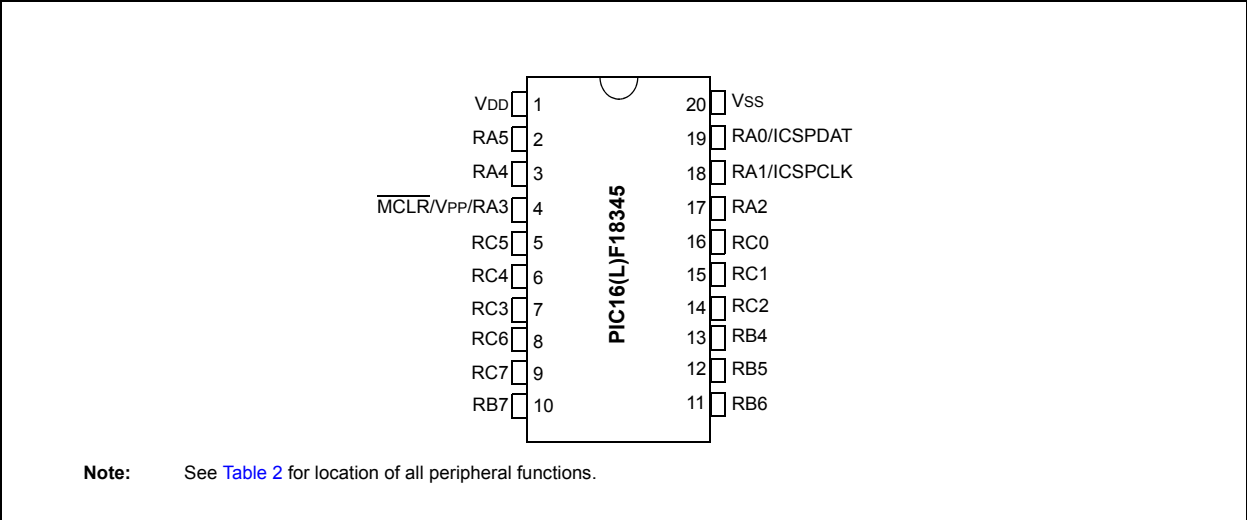 VDD 1 20 VSS
RA5 2 19 RA0/ICSPDAT
RA4 3 18 RA1/ICSPCLK
MCLR/VPP/RA3 4 17 RA2
RC5 5 16 RC0
RC4 6 15 RC1
RC3 7 14 RC2
RC6 8 13 RB4
RC7 9 12 RB5
RB7 10 11 RB6
PIC16(L)F18345
Note: See Table 2 for location of all peripheral functions.